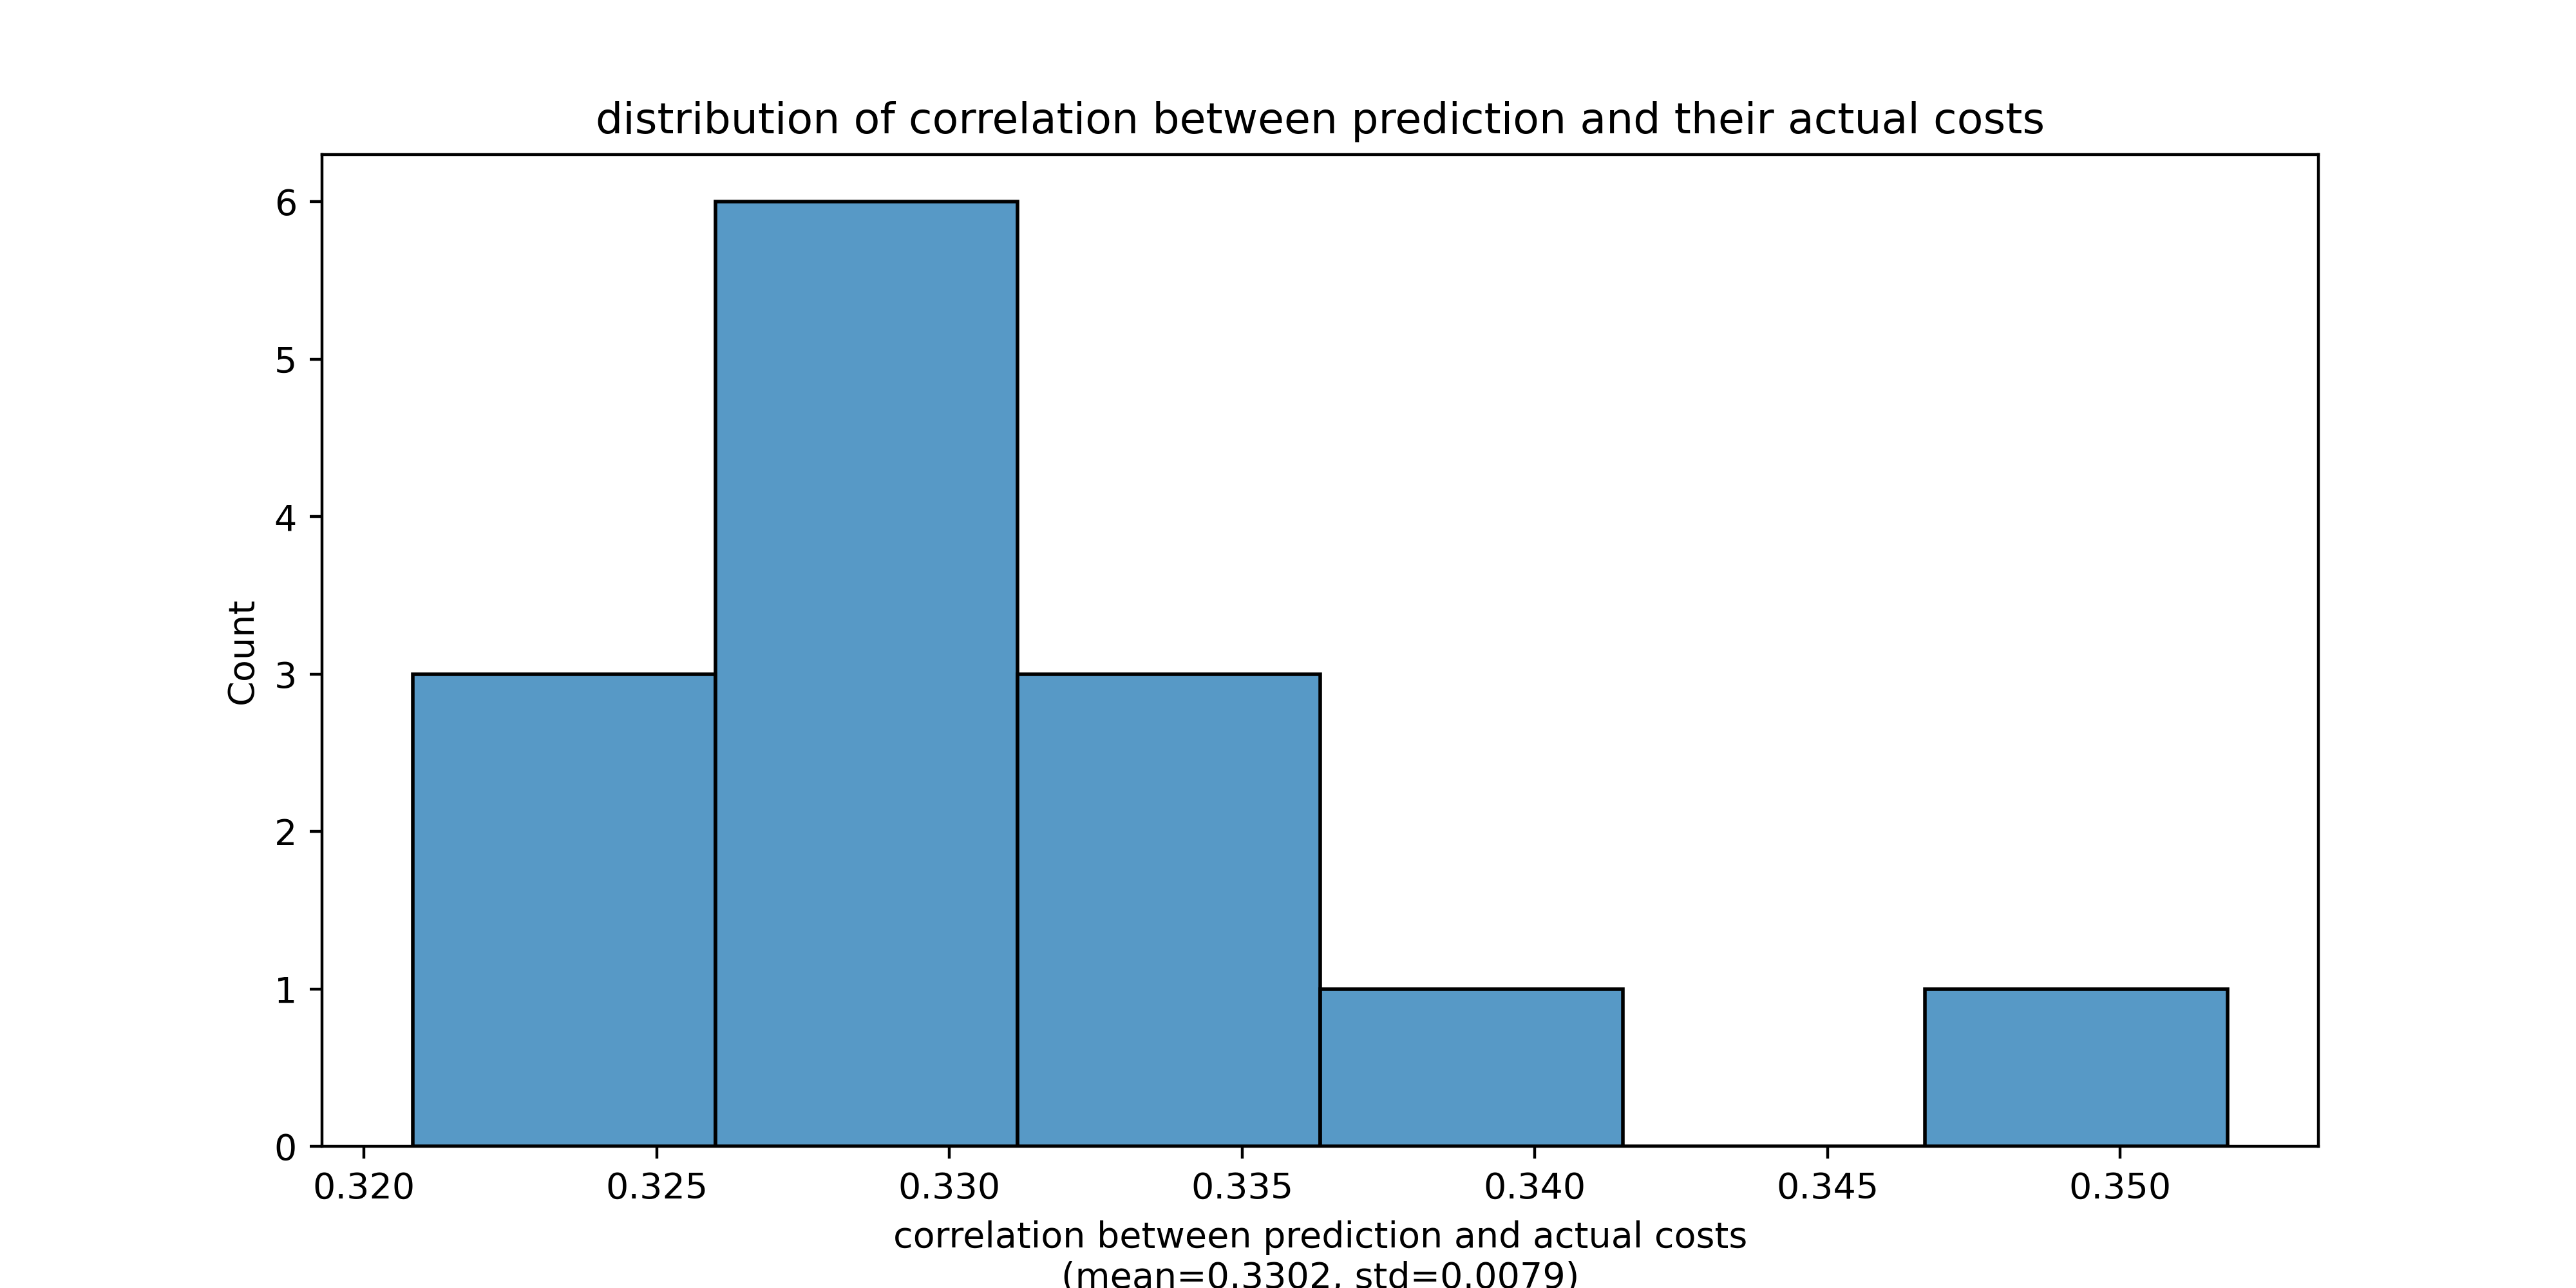 distribution of correlation between prediction and their actual costs
6
5
4
3
2
1
0
Count
0.320 0.325 0.330 0.335 0.340 0.345 0.350
correlation between prediction and actual costs
(mean=0.3302, std=0.0079)